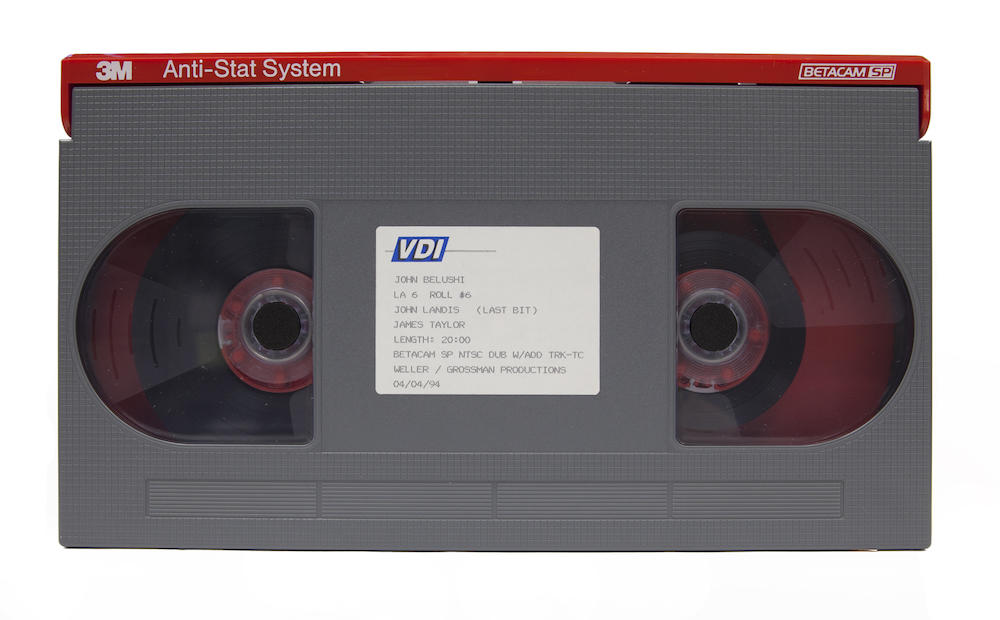 3M Anti-Stat System BETACAM SP
VDI
JOHN BELUSHI
LA 6 ROLL #6
JOHN LANDIS (LAST BIT)
JAMES TAYLOR
LENGTH: 20:00
BETACAM SP NTSC DUB W/ADD TRK-TC
WELLER / GROSSMAN PRODUCTIONS
04/04/94